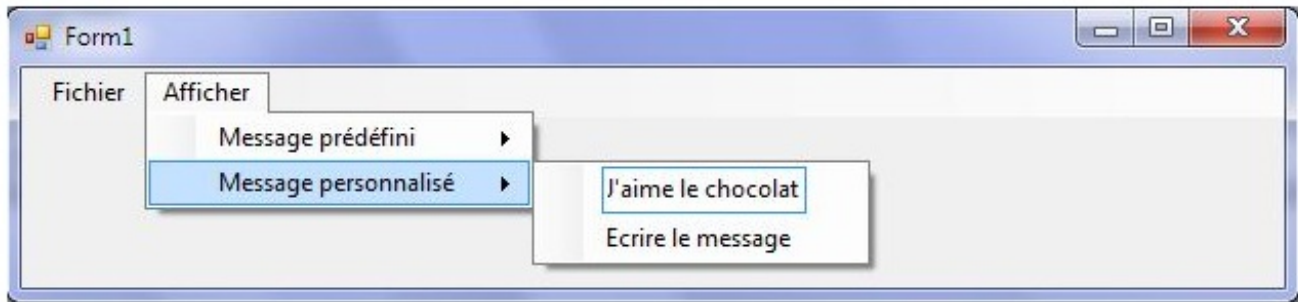 Form1
Fichier Afficher
Message prédéfini
Message personnalisé
J'aime le chocolat
Ecrire le message